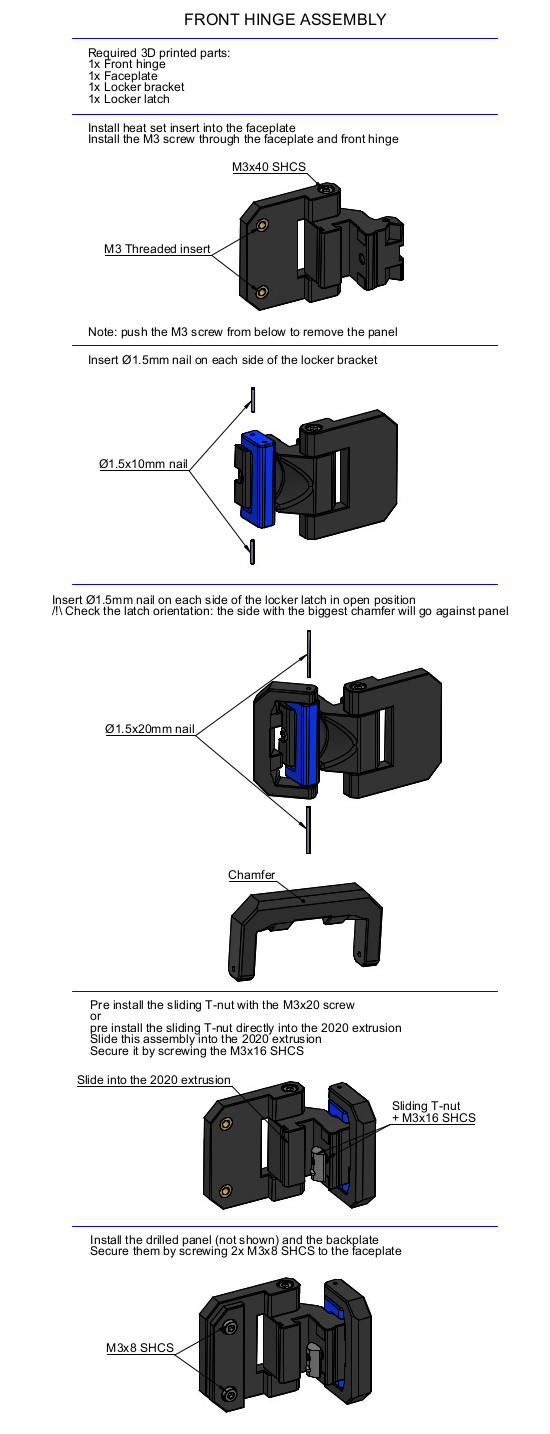 FRONT HINGE ASSEMBLY
Required 3D printed parts:
1x Front hinge
1x Faceplate
1x Locker bracket
1x Locker latch
Install heat set insert into the faceplate
Install the M3 screw through the faceplate and front hinge
M3x40 SHCS
M3 Threaded insert
Note: push the M3 screw from below to remove the panel
Insert Ø1.5mm nail on each side of the locker bracket
Ø1.5x10mm nail
Insert Ø1.5mm nail on each side of the locker latch in open position
/!\ Check the latch orientation: the side with the biggest chamfer will go against panel
Ø1.5x20mm nail
Chamfer
Pre install the sliding T-nut with the M3x20 screw
or
pre install the sliding T-nut directly into the 2020 extrusion
Slide this assembly into the 2020 extrusion
Secure it by screwing the M3x16 SHCS
Slide into the 2020 extrusion
Sliding T-nut
+ M3x16 SHCS
Install the drilled panel (not shown) and the backplate
Secure them by screwing 2x M3x8 SHCS to the faceplate
M3x8 SHCS